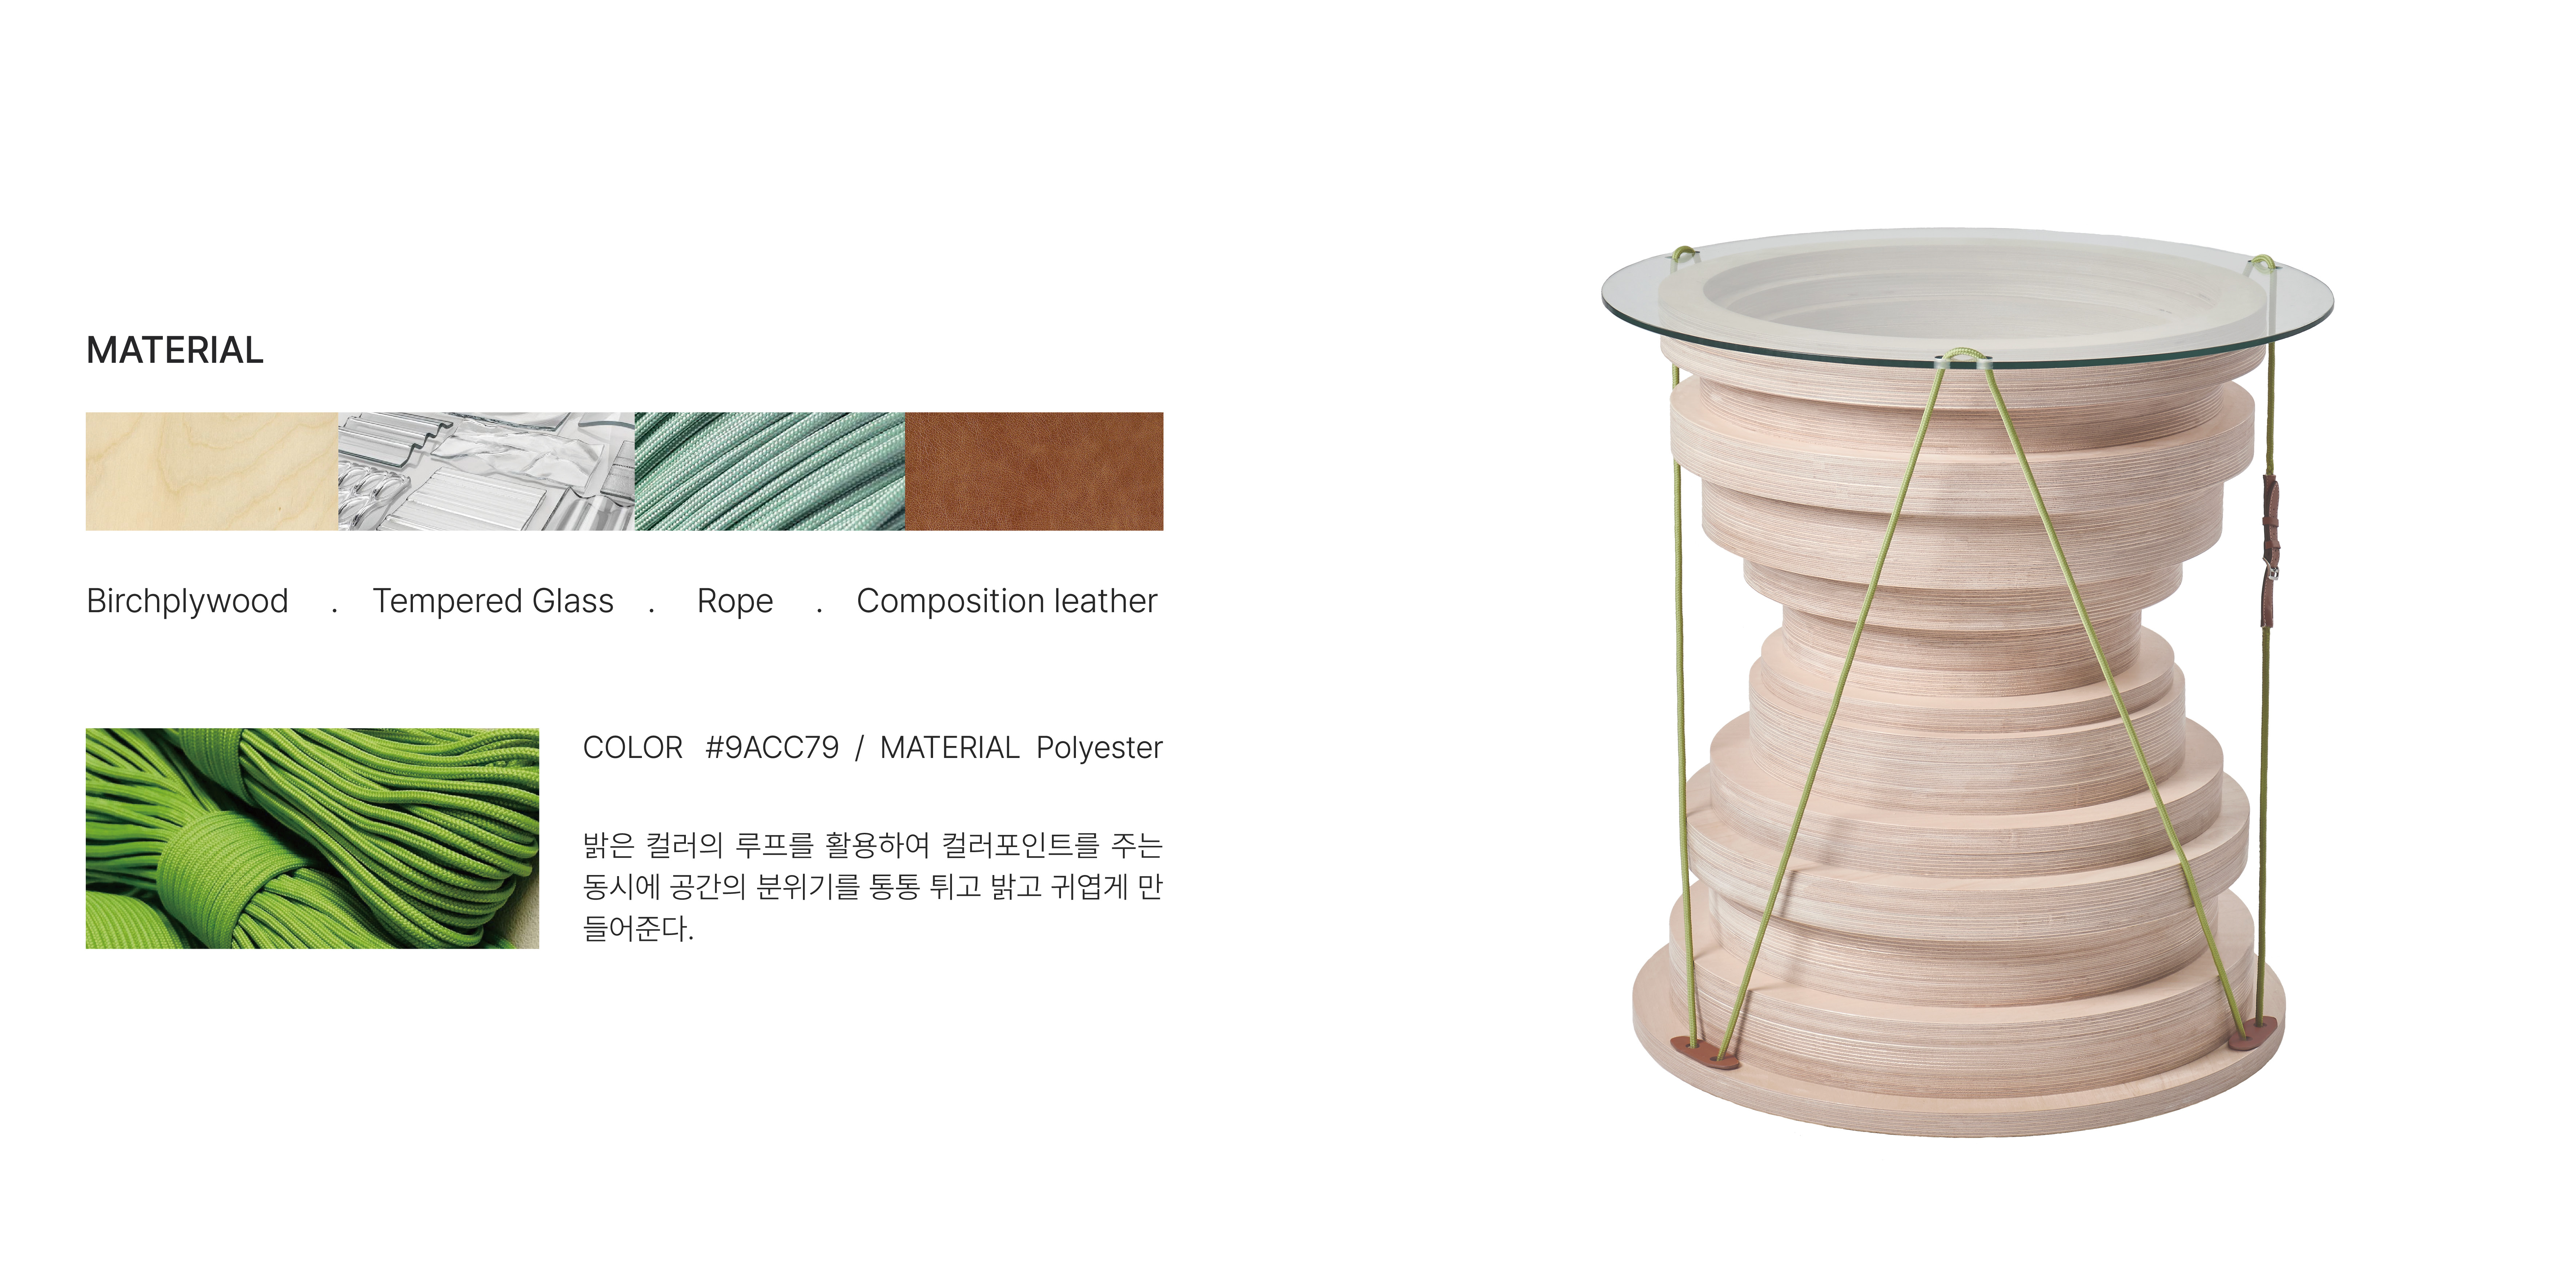 MATERIAL
Birchplywood . Tempered Glass . Rope . Composition leather
COLOR #9ACC79 / MATERIAL Polyester
밝은 컬러의 루프를 활용하여 컬러포인트를 주는
동시에 공간의 분위기를 통통 튀고 밝고 귀엽게 만
들어준다.